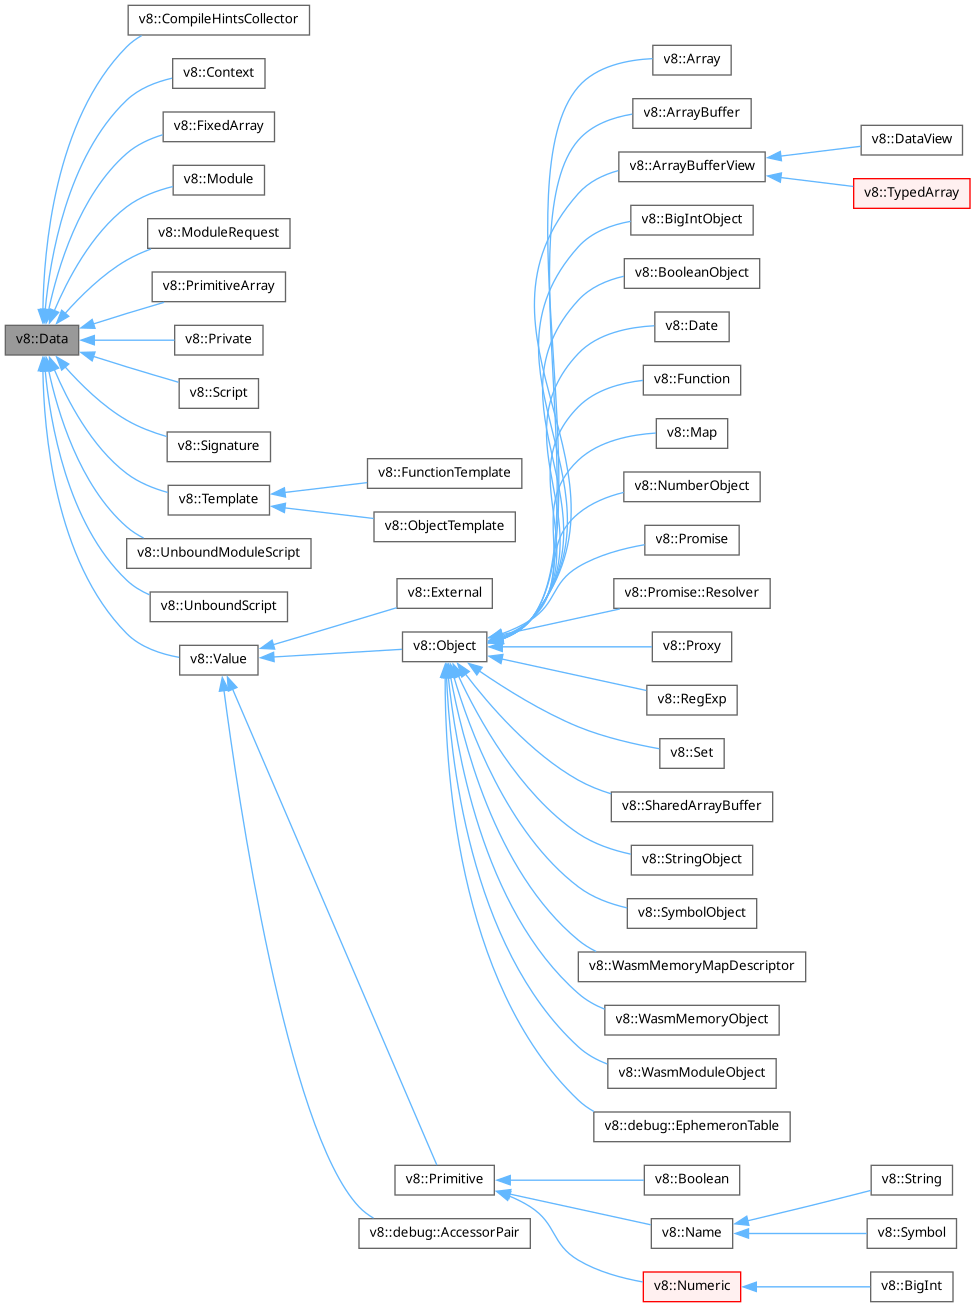 v8::CompileHintsCollector
v8::Context
v8::FixedArray
v8::Module
v8::ModuleRequest
v8::PrimitiveArray
v8::Data
v8::Private
v8::Script
v8::Signature
v8::Template
v8::FunctionTemplate
v8::ObjectTemplate
v8::UnboundModuleScript
v8::UnboundScript
v8::Value
v8::External
v8::Object
v8::Array
v8::ArrayBuffer
v8::ArrayBufferView
v8::DataView
v8::TypedArray
v8::BigIntObject
v8::BooleanObject
v8::Date
v8::Function
v8::Map
v8::NumberObject
v8::Promise
v8::Promise::Resolver
v8::Proxy
v8::RegExp
v8::Set
v8::SharedArrayBuffer
v8::StringObject
v8::SymbolObject
v8::WasmMemoryMapDescriptor
v8::WasmMemoryObject
v8::WasmModuleObject
v8::debug::EphemeronTable
v8::Primitive
v8::debug::AccessorPair
v8::Boolean
v8::Name
v8::String
v8::Symbol
v8::Numeric
v8::BigInt